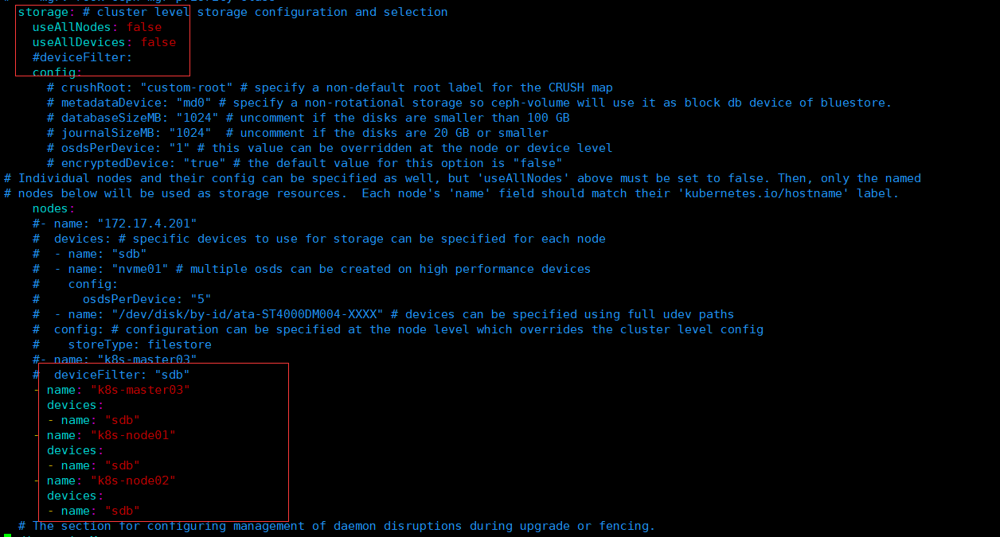 storage: # cluster level storage configuration and selection
useAllNodes: false
useAllDevices: false
#deviceFilter:
config:
# crushRoot: "custom-root" # specify a non-default root label for the CRUSH map
# metadataDevice: "md0" # specify a non-rotational storage so ceph-volume will use it as block db device of bluestore.
# databaseSizeMB: "1024" # uncomment if the disks are smaller than 100 GB
# journalSizeMB: "1024"  # uncomment if the disks are 20 GB or smaller
# osdsPerDevice: "1" # this value can be overridden at the node or device level
# encryptedDevice: "true" # the default value for this option is "false"
# Individual nodes and their config can be specified as well, but 'useAllNodes' above must be set to false. Then, only the named
# nodes below will be used as storage resources.  Each node's 'name' field should match their 'kubernetes.io/hostname' label.
nodes:
#- name: "172.17.4.201"
#  devices: # specific devices to use for storage can be specified for each node
#  - name: "sdb"
#  - name: "nvme01" # multiple osds can be created on high performance devices
#    config:
#      osdsPerDevice: "5"
#  - name: "/dev/disk/by-id/ata-ST4000DM004-XXXX" # devices can be specified using full udev paths
#  config: # configuration can be specified at the node level which overrides the cluster level config
#    storeType: filestore
#- name: "k8s-master03"
#  deviceFilter: "sdb"
- name: "k8s-master03"
devices:
- name: "sdb"
- name: "k8s-node01"
devices:
- name: "sdb"
- name: "k8s-node02"
devices:
- name: "sdb"
# The section for configuring management of daemon disruptions during upgrade or fencing.